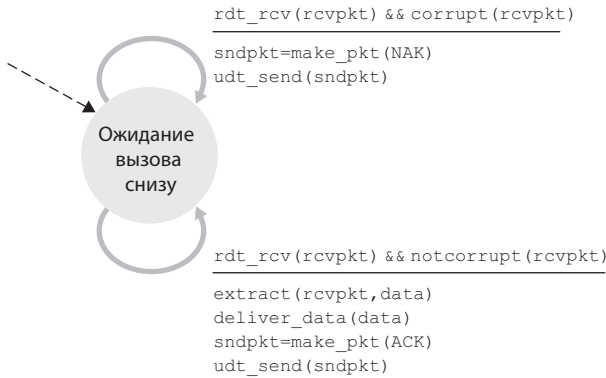 rdt_rcv(rcvpkt) && corrupt(rcvpkt)
sndpkt=make_pkt(NAK)
udt_send(sndpkt)
Ожидание
вызова
снизу
rdt_rcv(rcvpkt) && notcorrupt(rcvpkt)
extract(rcvpkt,data)
deliver_data(data)
sndpkt=make_pkt(ACK)
udt_send(sndpkt)